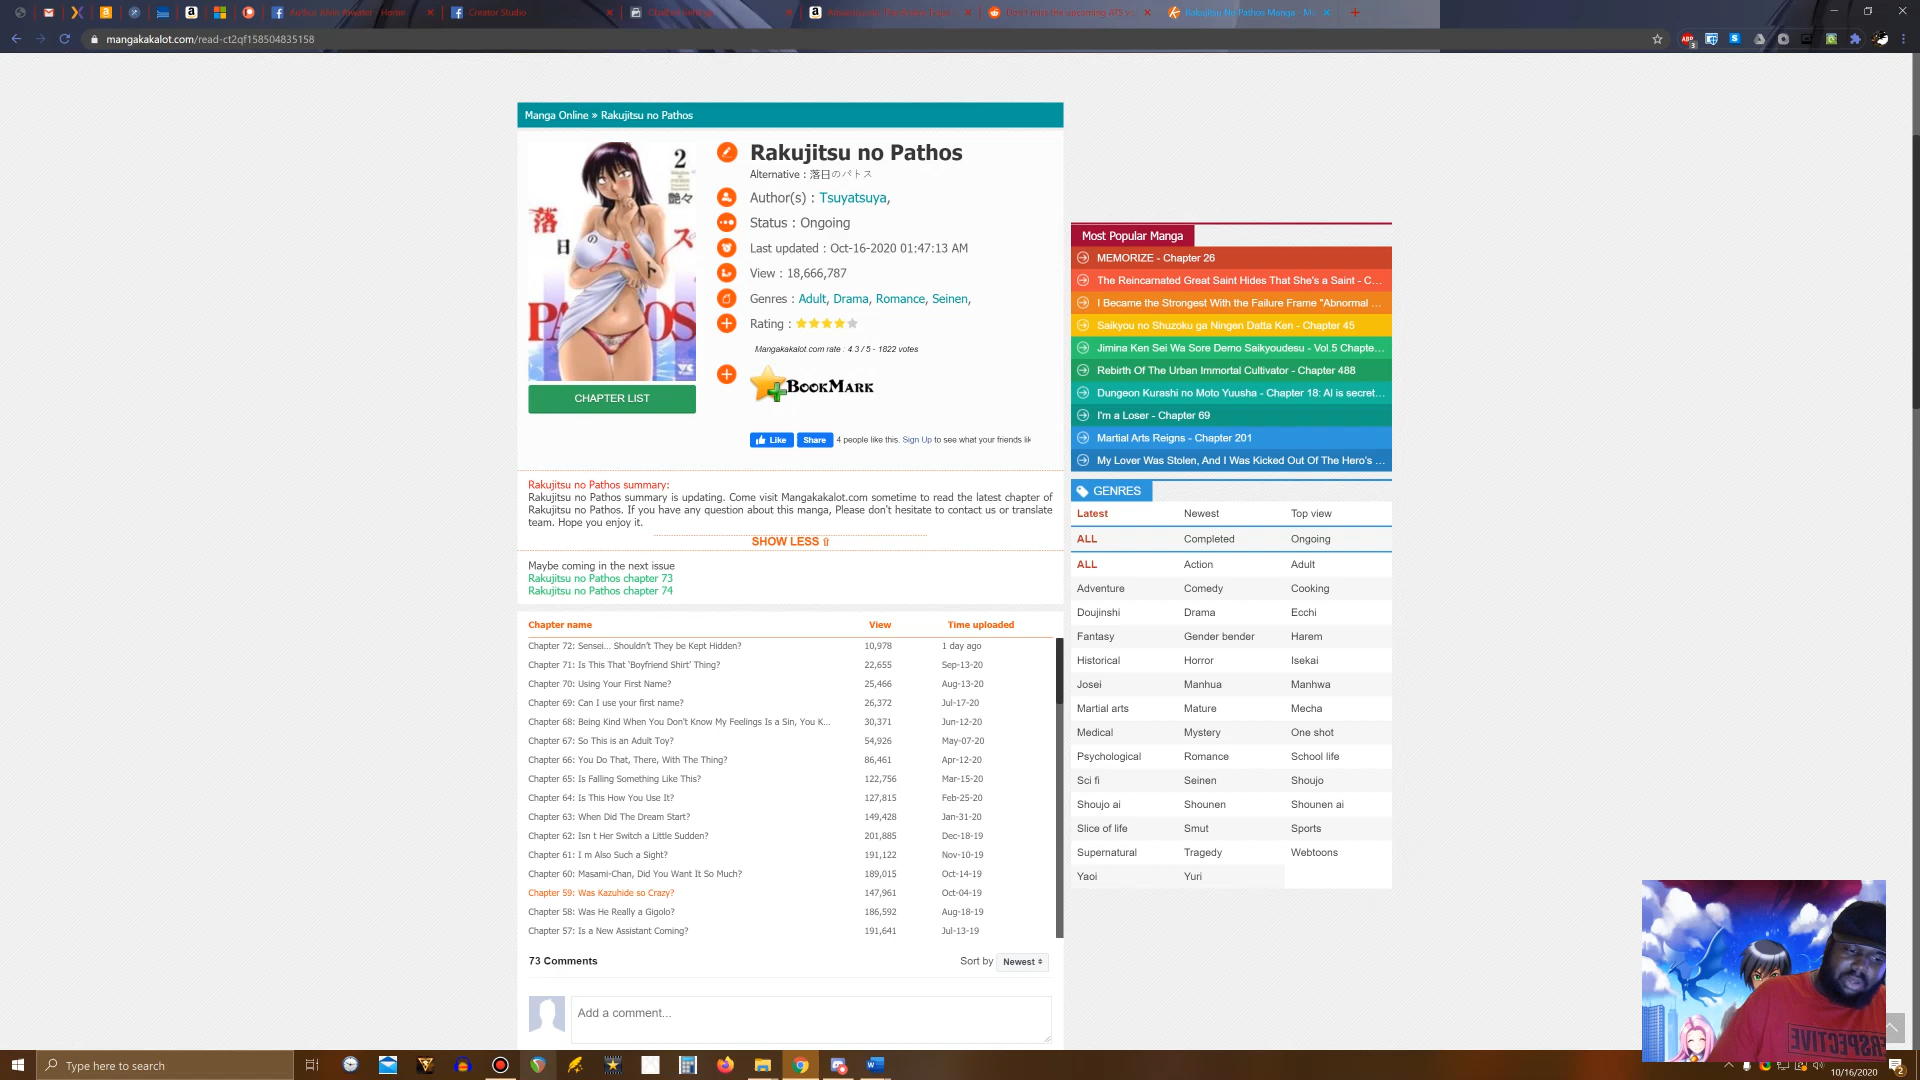 Author Alvin Atwater - Home
Creator Studio
mangakakalot.com/read-ct2qf158504835158
Manga Online » Rakujitsu no Pathos
2
艶々
落日のパトス
PATHOS
CHAPTER LIST
Rakujitsu no Pathos
Alternative : 落日のパトス
Author(s) : Tsuyatsuya,
Status : Ongoing
Last updated : Oct-16-2020 01:47:13 AM
View : 18,666,787
Genres : Adult, Drama, Romance, Seinen,
Rating :
Mangakakalot.com rate : 4.3 / 5 - 1822 votes
BOOKMARK
Like Share 4 people like this. Sign Up to see what your friends lik
Rakujitsu no Pathos summary:
Rakujitsu no Pathos summary is updating. Come visit Mangakakalot.com sometime to read the latest chapter of
Rakujitsu no Pathos. If you have any question about this manga, Please don't hesitate to contact us or translate
team. Hope you enjoy it.
SHOW LESS ⇧
Maybe coming in the next issue
Rakujitsu no Pathos chapter 73
Rakujitsu no Pathos chapter 74
Chapter name View Time uploaded
Chapter 72: Sensei... Shouldn't They be Kept Hidden? 10,978 1 day ago
Chapter 71: Is This That 'Boyfriend Shirt' Thing? 22,655 Sep-13-20
Chapter 70: Using Your First Name? 25,466 Aug-13-20
Chapter 69: Can I use your first name? 26,372 Jul-17-20
Chapter 68: Being Kind When You Don't Know My Feelings Is a Sin, You K... 30,371 Jun-12-20
Chapter 67: So This is an Adult Toy? 54,926 May-07-20
Chapter 66: You Do That, There, With The Thing? 86,461 Apr-12-20
Chapter 65: Is Falling Something Like This? 122,756 Mar-15-20
Chapter 64: Is This How You Use It? 127,815 Feb-25-20
Chapter 63: When Did The Dream Start? 149,428 Jan-31-20
Chapter 62: Isn t Her Switch a Little Sudden? 201,885 Dec-18-19
Chapter 61: I m Also Such a Sight? 191,122 Nov-10-19
Chapter 60: Masami-Chan, Did You Want It So Much? 189,015 Oct-14-19
Chapter 59: Was Kazuhide so Crazy? 147,961 Oct-04-19
Chapter 58: Was He Really a Gigolo? 186,592 Aug-18-19
Chapter 57: Is a New Assistant Coming? 191,641 Jul-13-19
73 Comments Sort by Newest
Add a comment...
Most Popular Manga
MEMORIZE - Chapter 26
The Reincarnated Great Saint Hides That She's a Saint - C...
I Became the Strongest With the Failure Frame "Abnormal ...
Saikyou no Shuzoku ga Ningen Datta Ken - Chapter 45
Jimina Ken Sei Wa Sore Demo Saikyoudesu - Vol.5 Chapte...
Rebirth Of The Urban Immortal Cultivator - Chapter 488
Dungeon Kurashi no Moto Yuusha - Chapter 18: Al is secret...
I'm a Loser - Chapter 69
Martial Arts Reigns - Chapter 201
My Lover Was Stolen, And I Was Kicked Out Of The Hero's ...
GENRES
Latest Newest Top view
ALL Completed Ongoing
ALL Action Adult
Adventure Comedy Cooking
Doujinshi Drama Ecchi
Fantasy Gender bender Harem
Historical Horror Isekai
Josei Manhua Manhwa
Martial arts Mature Mecha
Medical Mystery One shot
Psychological Romance School life
Sci fi Seinen Shoujo
Shoujo ai Shounen Shounen ai
Slice of life Smut Sports
Supernatural Tragedy Webtoons
Yaoi Yuri
Type here to search
10/16/2020